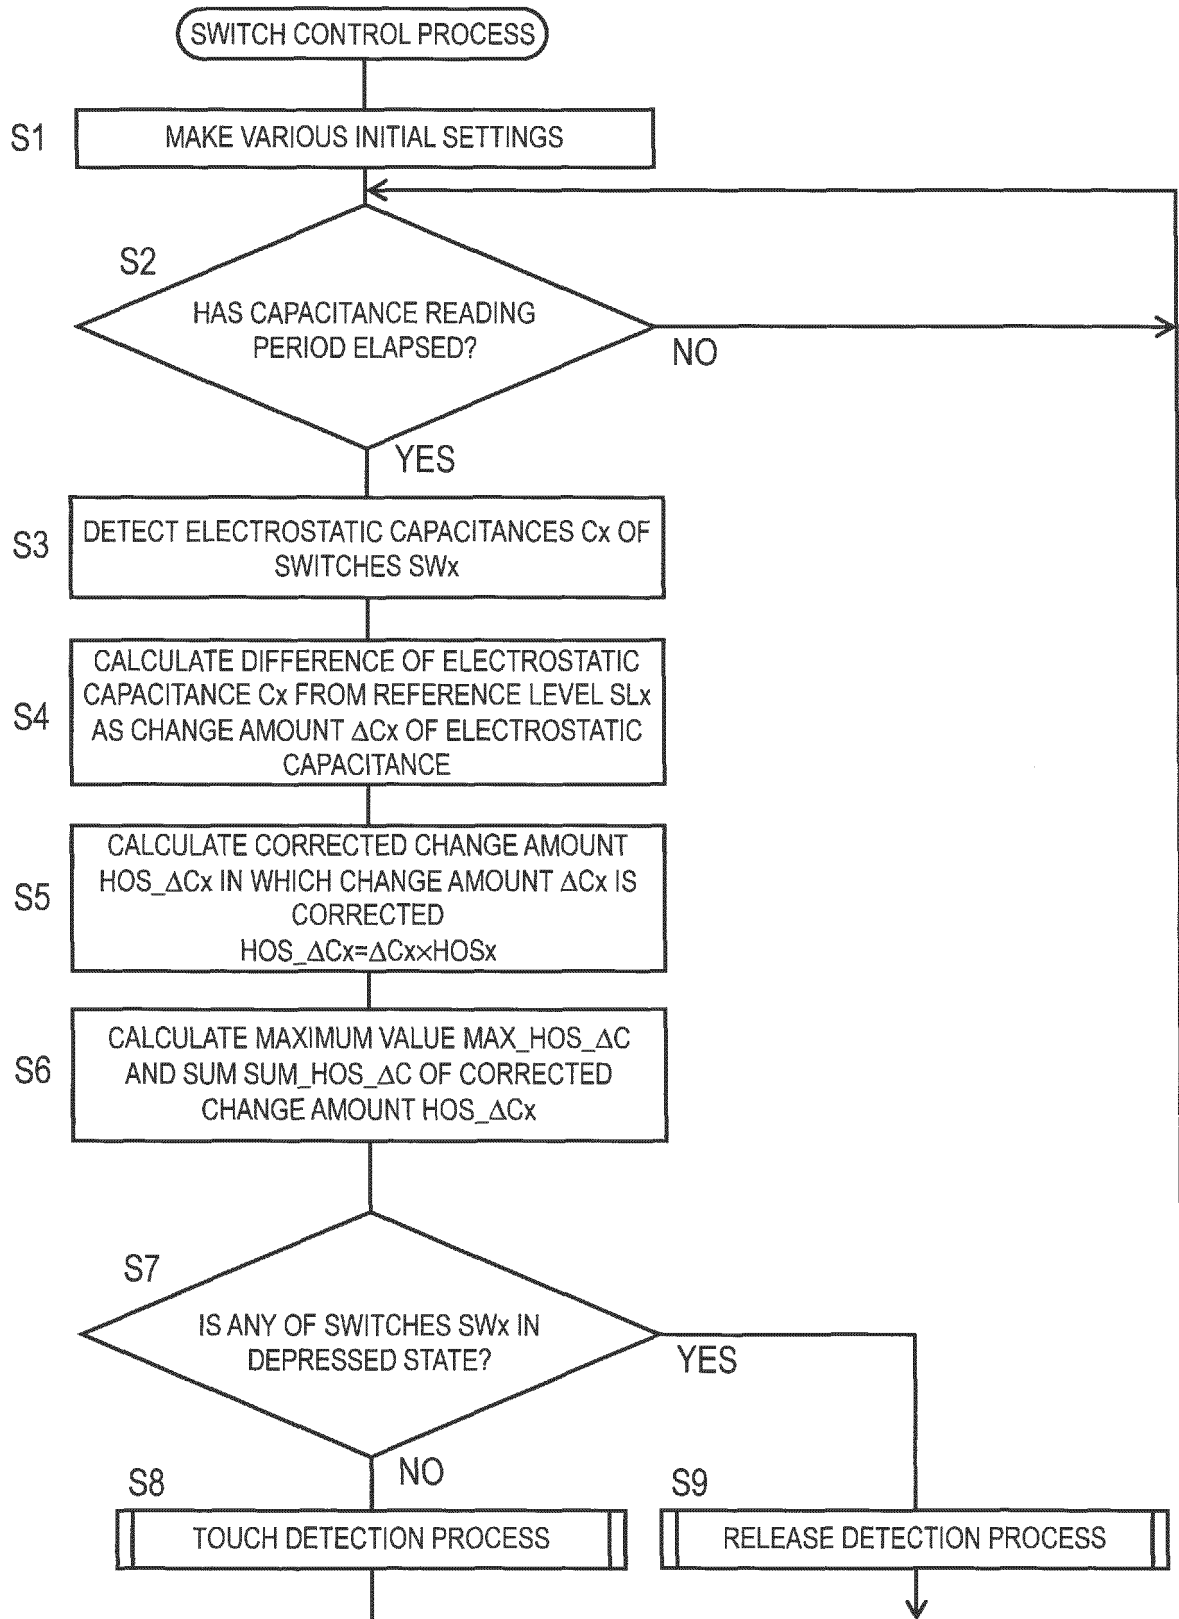 SWITCH CONTROL PROCESS
S1
MAKE VARIOUS INITIAL SETTINGS
S2
HAS CAPACITANCE READING
PERIOD ELAPSED?
NO
YES
S3
DETECT ELECTROSTATIC CAPACITANCES Cx OF
SWITCHES SWx
S4
CALCULATE DIFFERENCE OF ELECTROSTATIC
CAPACITANCE Cx FROM REFERENCE LEVEL SLx
AS CHANGE AMOUNT ΔCx OF ELECTROSTATIC
CAPACITANCE
S5
CALCULATE CORRECTED CHANGE AMOUNT
HOS_ΔCx IN WHICH CHANGE AMOUNT ΔCx IS
CORRECTED
HOS_ΔCx=ΔCx×HOSx
S6
CALCULATE MAXIMUM VALUE MAX_HOS_ΔC
AND SUM SUM_HOS_ΔC OF CORRECTED
CHANGE AMOUNT HOS_ΔCx
S7
IS ANY OF SWITCHES SWx IN
DEPRESSED STATE?
YES
NO
S8
TOUCH DETECTION PROCESS
S9
RELEASE DETECTION PROCESS